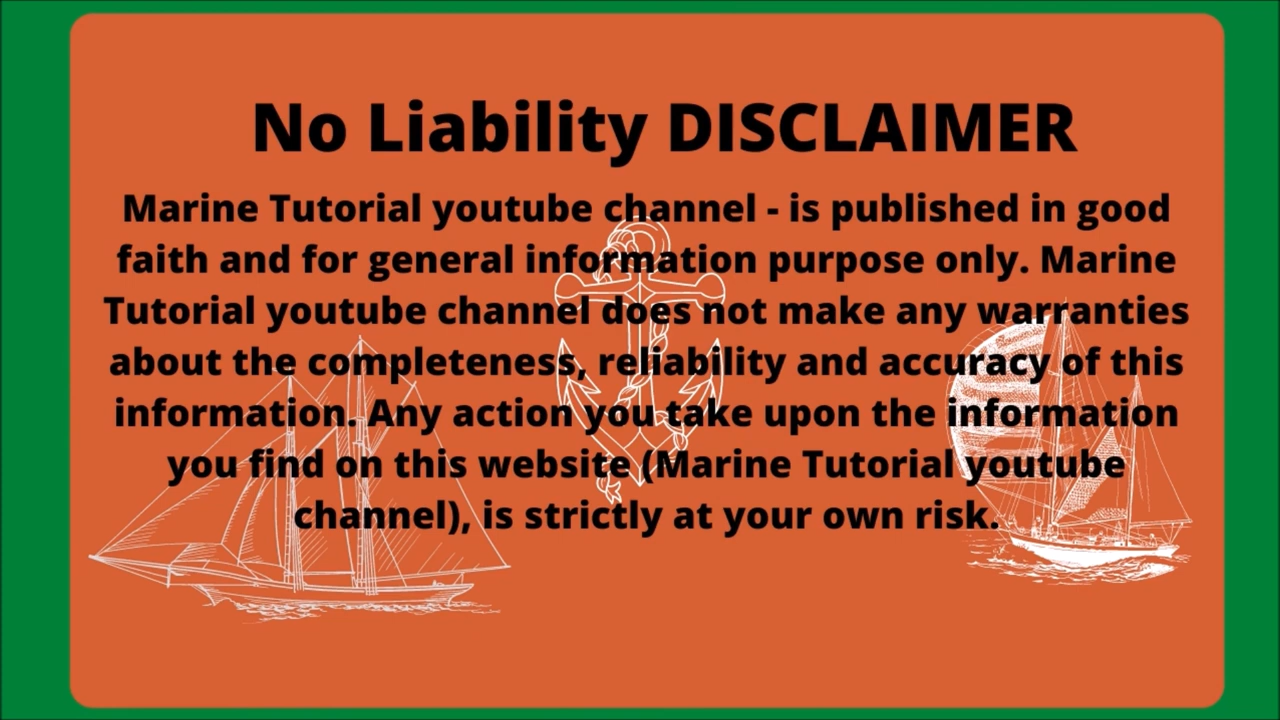 No Liability DISCLAIMER
Marine Tutorial youtube channel - is published in good
faith and for general information purpose only. Marine
Tutorial youtube channel does not make any warranties
about the completeness, reliability and accuracy of this
information. Any action you take upon the information
you find on this website (Marine Tutorial youtube
channel), is strictly at your own risk.